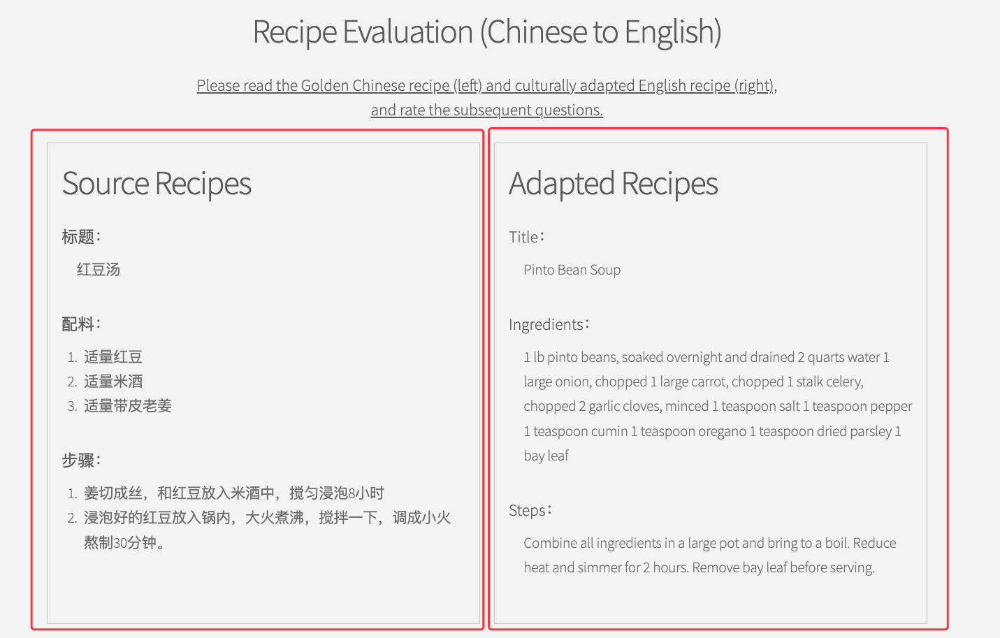 Recipe Evaluation (Chinese to English)
Please read the Golden Chinese recipe (left) and culturally adapted English recipe (right),
and rate the subsequent questions.
Source Recipes
标题：
红豆汤
配料：
1. 适量红豆
2. 适量米酒
3. 适量带皮老姜
步骤：
1. 姜切成丝，和红豆放入米酒中，搅匀浸泡8小时
2. 浸泡好的红豆放入锅内，大火煮沸，搅拌一下，调成小火
熬制30分钟。
Adapted Recipes
Title：
Pinto Bean Soup
Ingredients：
1 lb pinto beans, soaked overnight and drained 2 quarts water 1
large onion, chopped 1 large carrot, chopped 1 stalk celery,
chopped 2 garlic cloves, minced 1 teaspoon salt 1 teaspoon pepper
1 teaspoon cumin 1 teaspoon oregano 1 teaspoon dried parsley 1
bay leaf
Steps：
Combine all ingredients in a large pot and bring to a boil. Reduce
heat and simmer for 2 hours. Remove bay leaf before serving.